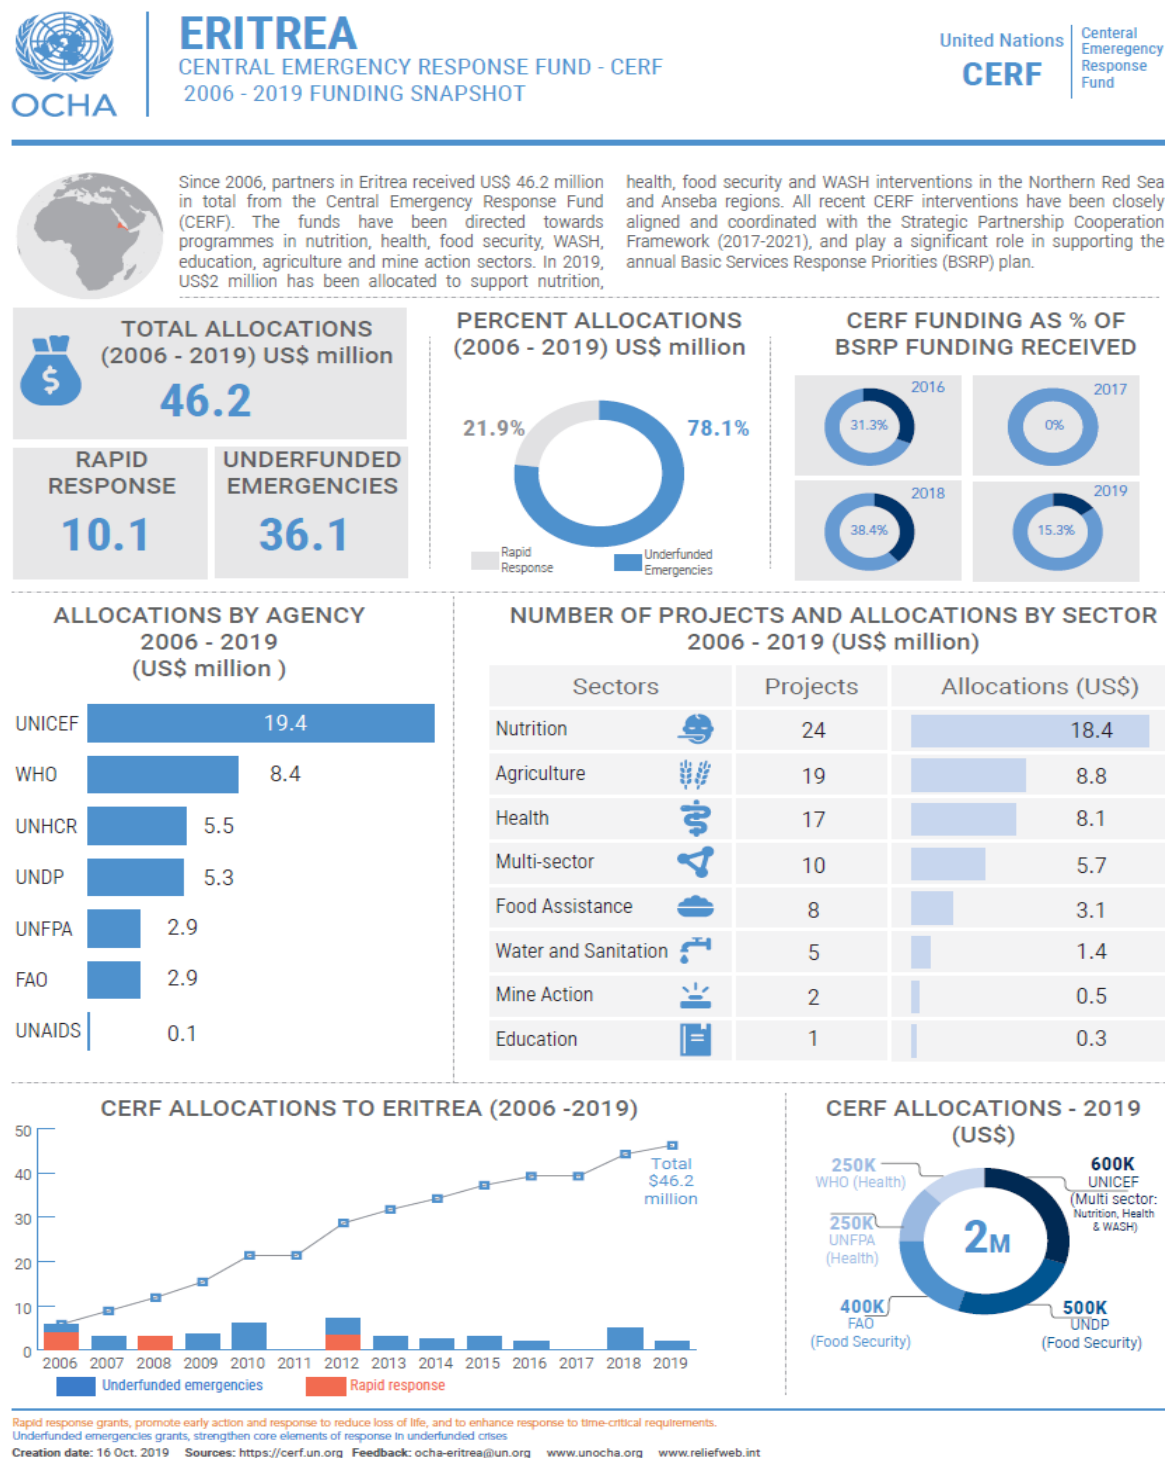 OCHA
ERITREA
CENTRAL EMERGENCY RESPONSE FUND - CERF
2006 - 2019 FUNDING SNAPSHOT
United Nations
CERF
Centeral
Emeregency
Response
Fund
Since 2006, partners in Eritrea received US$ 46.2 million
in total from the Central Emergency Response Fund
(CERF). The funds have been directed towards
programmes in nutrition, health, food security, WASH,
education, agriculture and mine action sectors. In 2019,
US$2 million has been allocated to support nutrition,
health, food security and WASH interventions in the Northern Red Sea
and Anseba regions. All recent CERF interventions have been closely
aligned and coordinated with the Strategic Partnership Cooperation
Framework (2017-2021), and play a significant role in supporting the
annual Basic Services Response Priorities (BSRP) plan.
$
TOTAL ALLOCATIONS
(2006 - 2019) US$ million
46.2
RAPID
RESPONSE
10.1
UNDERFUNDED
EMERGENCIES
36.1
PERCENT ALLOCATIONS
(2006 - 2019) US$ million
21.9%
78.1%
Rapid
Response
Underfunded
Emergencies
CERF FUNDING AS % OF
BSRP FUNDING RECEIVED
2016
31.3%
2017
0%
2018
38.4%
2019
15.3%
ALLOCATIONS BY AGENCY
2006 - 2019
(US$ million )
UNICEF 19.4
WHO 8.4
UNHCR 5.5
UNDP 5.3
UNFPA 2.9
FAO 2.9
UNAIDS 0.1
NUMBER OF PROJECTS AND ALLOCATIONS BY SECTOR
2006 - 2019 (US$ million)
Sectors Projects Allocations (US$)
Nutrition 24 18.4
Agriculture 19 8.8
Health 17 8.1
Multi-sector 10 5.7
Food Assistance 8 3.1
Water and Sanitation 5 1.4
Mine Action 2 0.5
Education 1 0.3
CERF ALLOCATIONS TO ERITREA (2006 -2019)
50
40
30
20
10
0
Total
$46.2
million
2006 2007 2008 2009 2010 2011 2012 2013 2014 2015 2016 2017 2018 2019
Underfunded emergencies
Rapid response
CERF ALLOCATIONS - 2019
(US$)
2M
250K
WHO (Health)
600K
UNICEF
(Multi sector:
Nutrition, Health
& WASH)
250K
UNFPA
(Health)
400K
FAO
(Food Security)
500K
UNDP
(Food Security)
Rapid response grants, promote early action and response to reduce loss of life, and to enhance response to time-critical requirements.
Underfunded emergencies grants, strengthen core elements of response in underfunded crises
Creation date: 16 Oct. 2019 Sources: https://cerf.un.org Feedback: ocha-eritrea@un.org www.unocha.org www.reliefweb.int